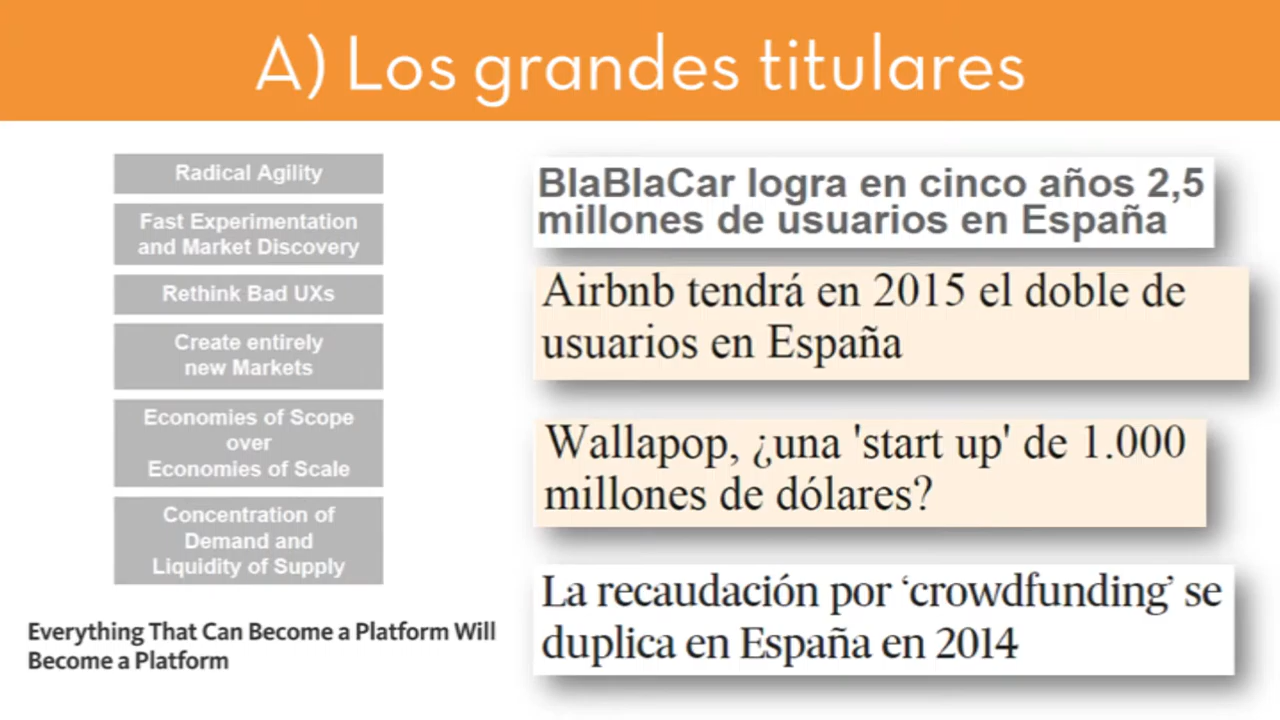 A) Los grandes titulares
Radical Agility
Fast Experimentation
and Market Discovery
Rethink Bad UXs
Create entirely
new Markets
Economies of Scope
over
Economies of Scale
Concentration of
Demand and
Liquidity of Supply
Everything That Can Become a Platform Will
Become a Platform
BlaBlaCar logra en cinco años 2,5
millones de usuarios en España
Airbnb tendrá en 2015 el doble de
usuarios en España
Wallapop, ¿una 'start up' de 1.000
millones de dólares?
La recaudación por ‘crowdfunding’ se
duplica en España en 2014